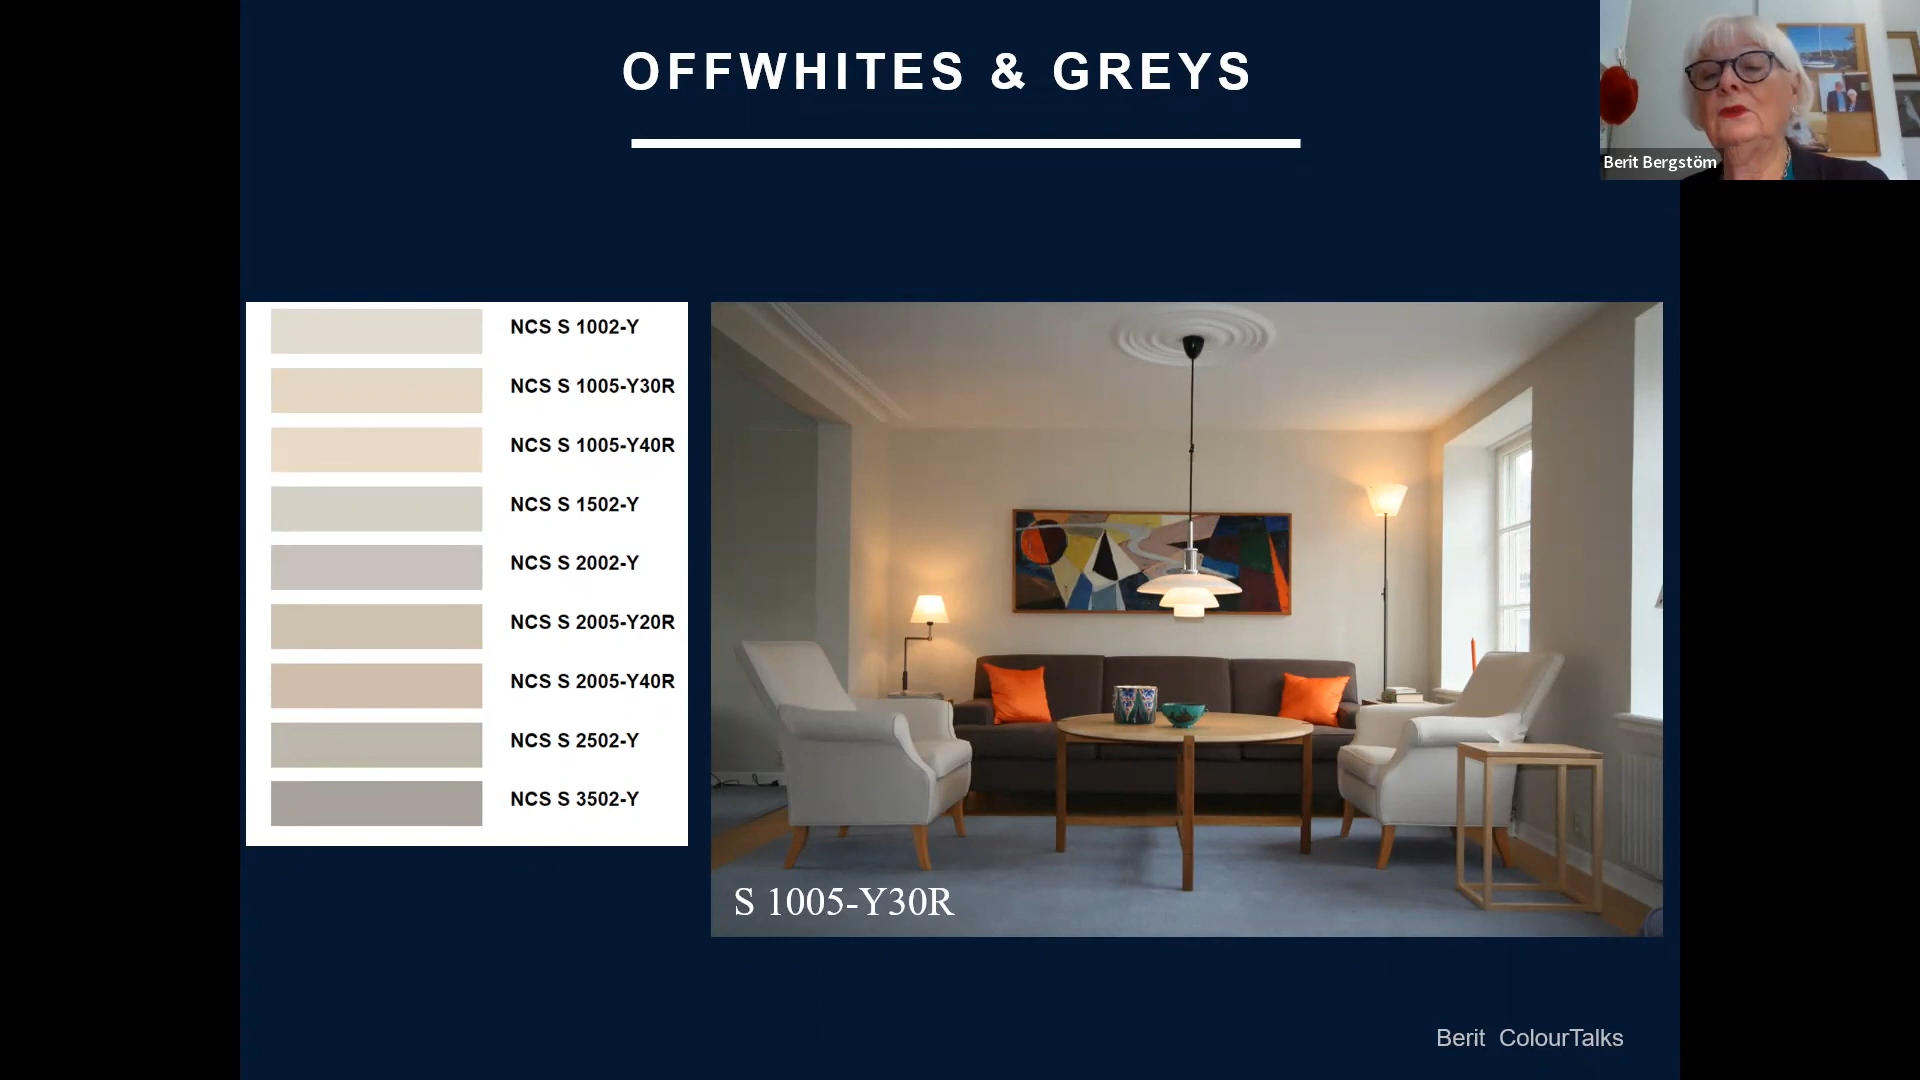 OFFWHITES & GREYS
Berit Bergstöm
NCS S 1002-Y
NCS S 1005-Y30R
NCS S 1005-Y40R
NCS S 1502-Y
NCS S 2002-Y
NCS S 2005-Y20R
NCS S 2005-Y40R
NCS S 2502-Y
NCS S 3502-Y
S 1005-Y30R
Berit ColourTalks